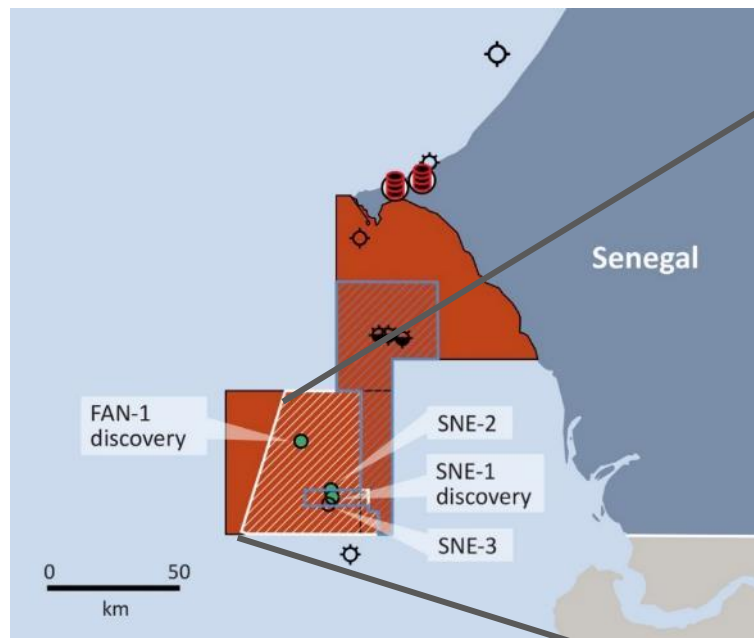 Senegal
FAN-1
discovery
SNE-2
SNE-1
discovery
SNE-3
0 50
km